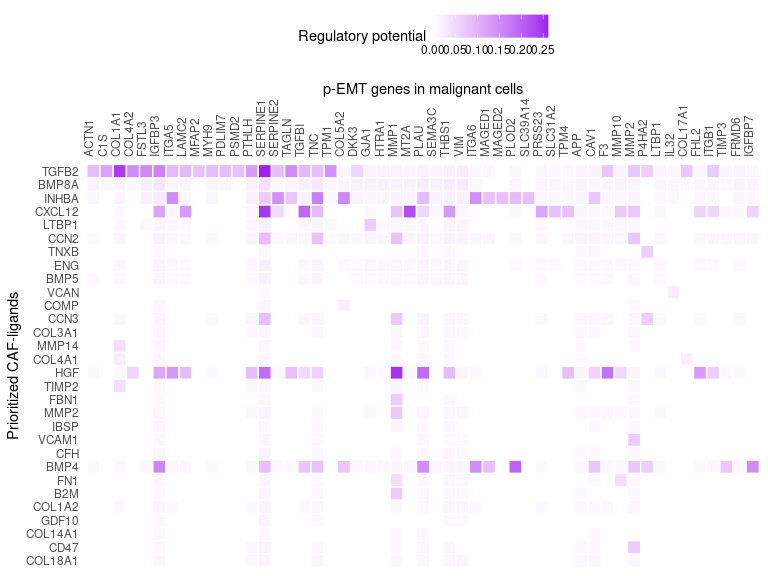 Regulatory potential
0.00 0.05 0.10 0.15 0.20 0.25
p-EMT genes in malignant cells
ACTN1 C1S COL1A1 COL4A2 FSTL3 IGFBP3 ITGA5 LAMC2 MFAP2 MYH9 PDLIM7 PSMD2 PTHLH SERPINE1 SERPINE2 TAGLN TGFBI TNC TPM1 COL5A2 DKK3 GJA1 HTRA1 MMP1 MT2A PLAU SEMA3C THBS1 VIM ITGA6 MAGED1 MAGED2 PLOD2 SLC39A14 PRSS23 SLC31A2 TPM4 APP CAV1 F3 MMP10 MMP2 P4HA2 LTBP1 IL32 COL17A1 FHL2 ITGB1 TIMP3 FRMD6 IGFBP7
Prioritized CAF-ligands
TGFB2
BMP8A
INHBA
CXCL12
LTBP1
CCN2
TNXB
ENG
BMP5
VCAN
COMP
CCN3
COL3A1
MMP14
COL4A1
HGF
TIMP2
FBN1
MMP2
IBSP
VCAM1
CFH
BMP4
FN1
B2M
COL1A2
GDF10
COL14A1
CD47
COL18A1